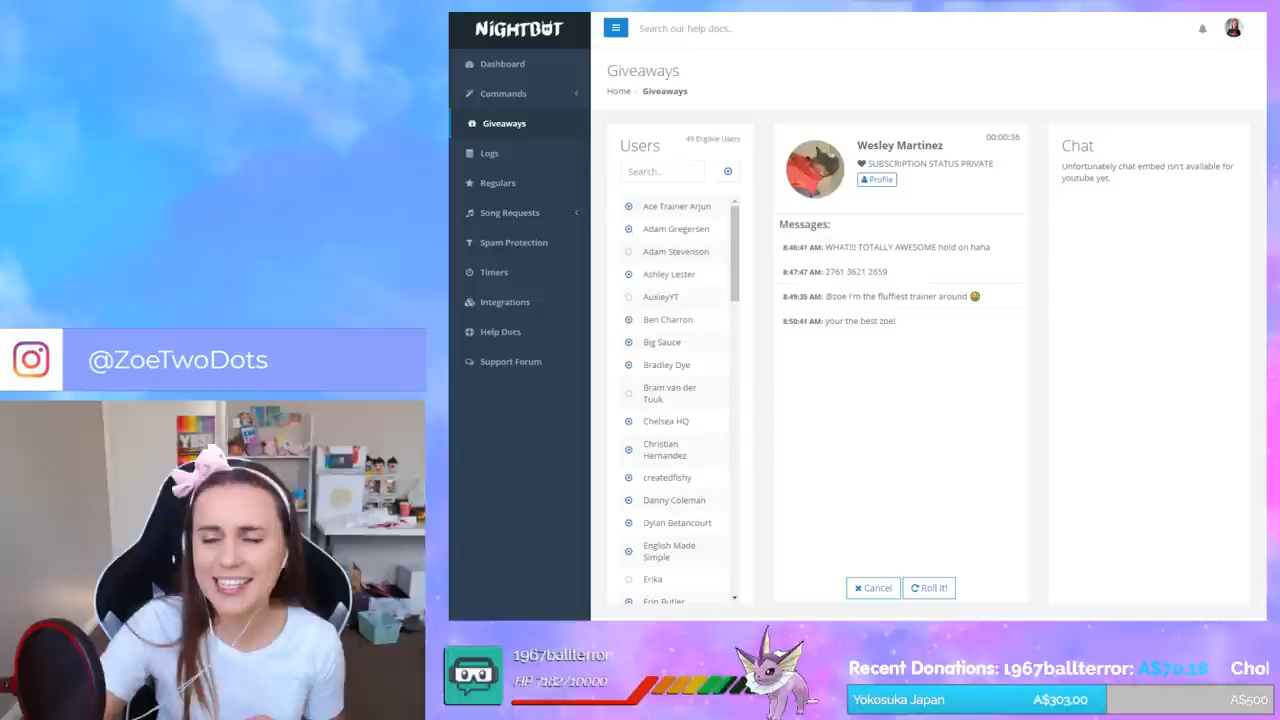 NIGHTBOT
Search our help docs..
Dashboard
Commands
Giveaways
Logs
Regulars
Song Requests
Spam Protection
Timers
Integrations
Help Docs
Support Forum
Giveaways
Home / Giveaways
Users
49 Eligible Users
Search..
Ace Trainer Arjun
Adam Gregersen
Adam Stevenson
Ashley Lester
AuxieyYT
Ben Charron
Big Sauce
Bradley Dye
Bram van der
Tuuk
Chelsea HQ
Christian
Hernandez
createdfishy
Danny Coleman
Dylan Betancourt
English Made
Simple
Erika
Erin Butler
00:00:36
Wesley Martinez
SUBSCRIPTION STATUS PRIVATE
Profile
Messages:
8:46:41 AM: WHAT!!! TOTALLY AWESOME hold on haha
8:47:47 AM: 2761 3621 2659
8:49:35 AM: @zoe I'm the fluffiest trainer around
8:50:41 AM: your the best zoe!
Cancel
Roll it!
Chat
Unfortunately chat embed isn't available for
youtube yet.
@ZoeTwoDots
1967ballterror
HP 7182/10000
Recent Donations: 1967ballterror: A$70.18 Chol
Yokosuka Japan A$303.00 A$500